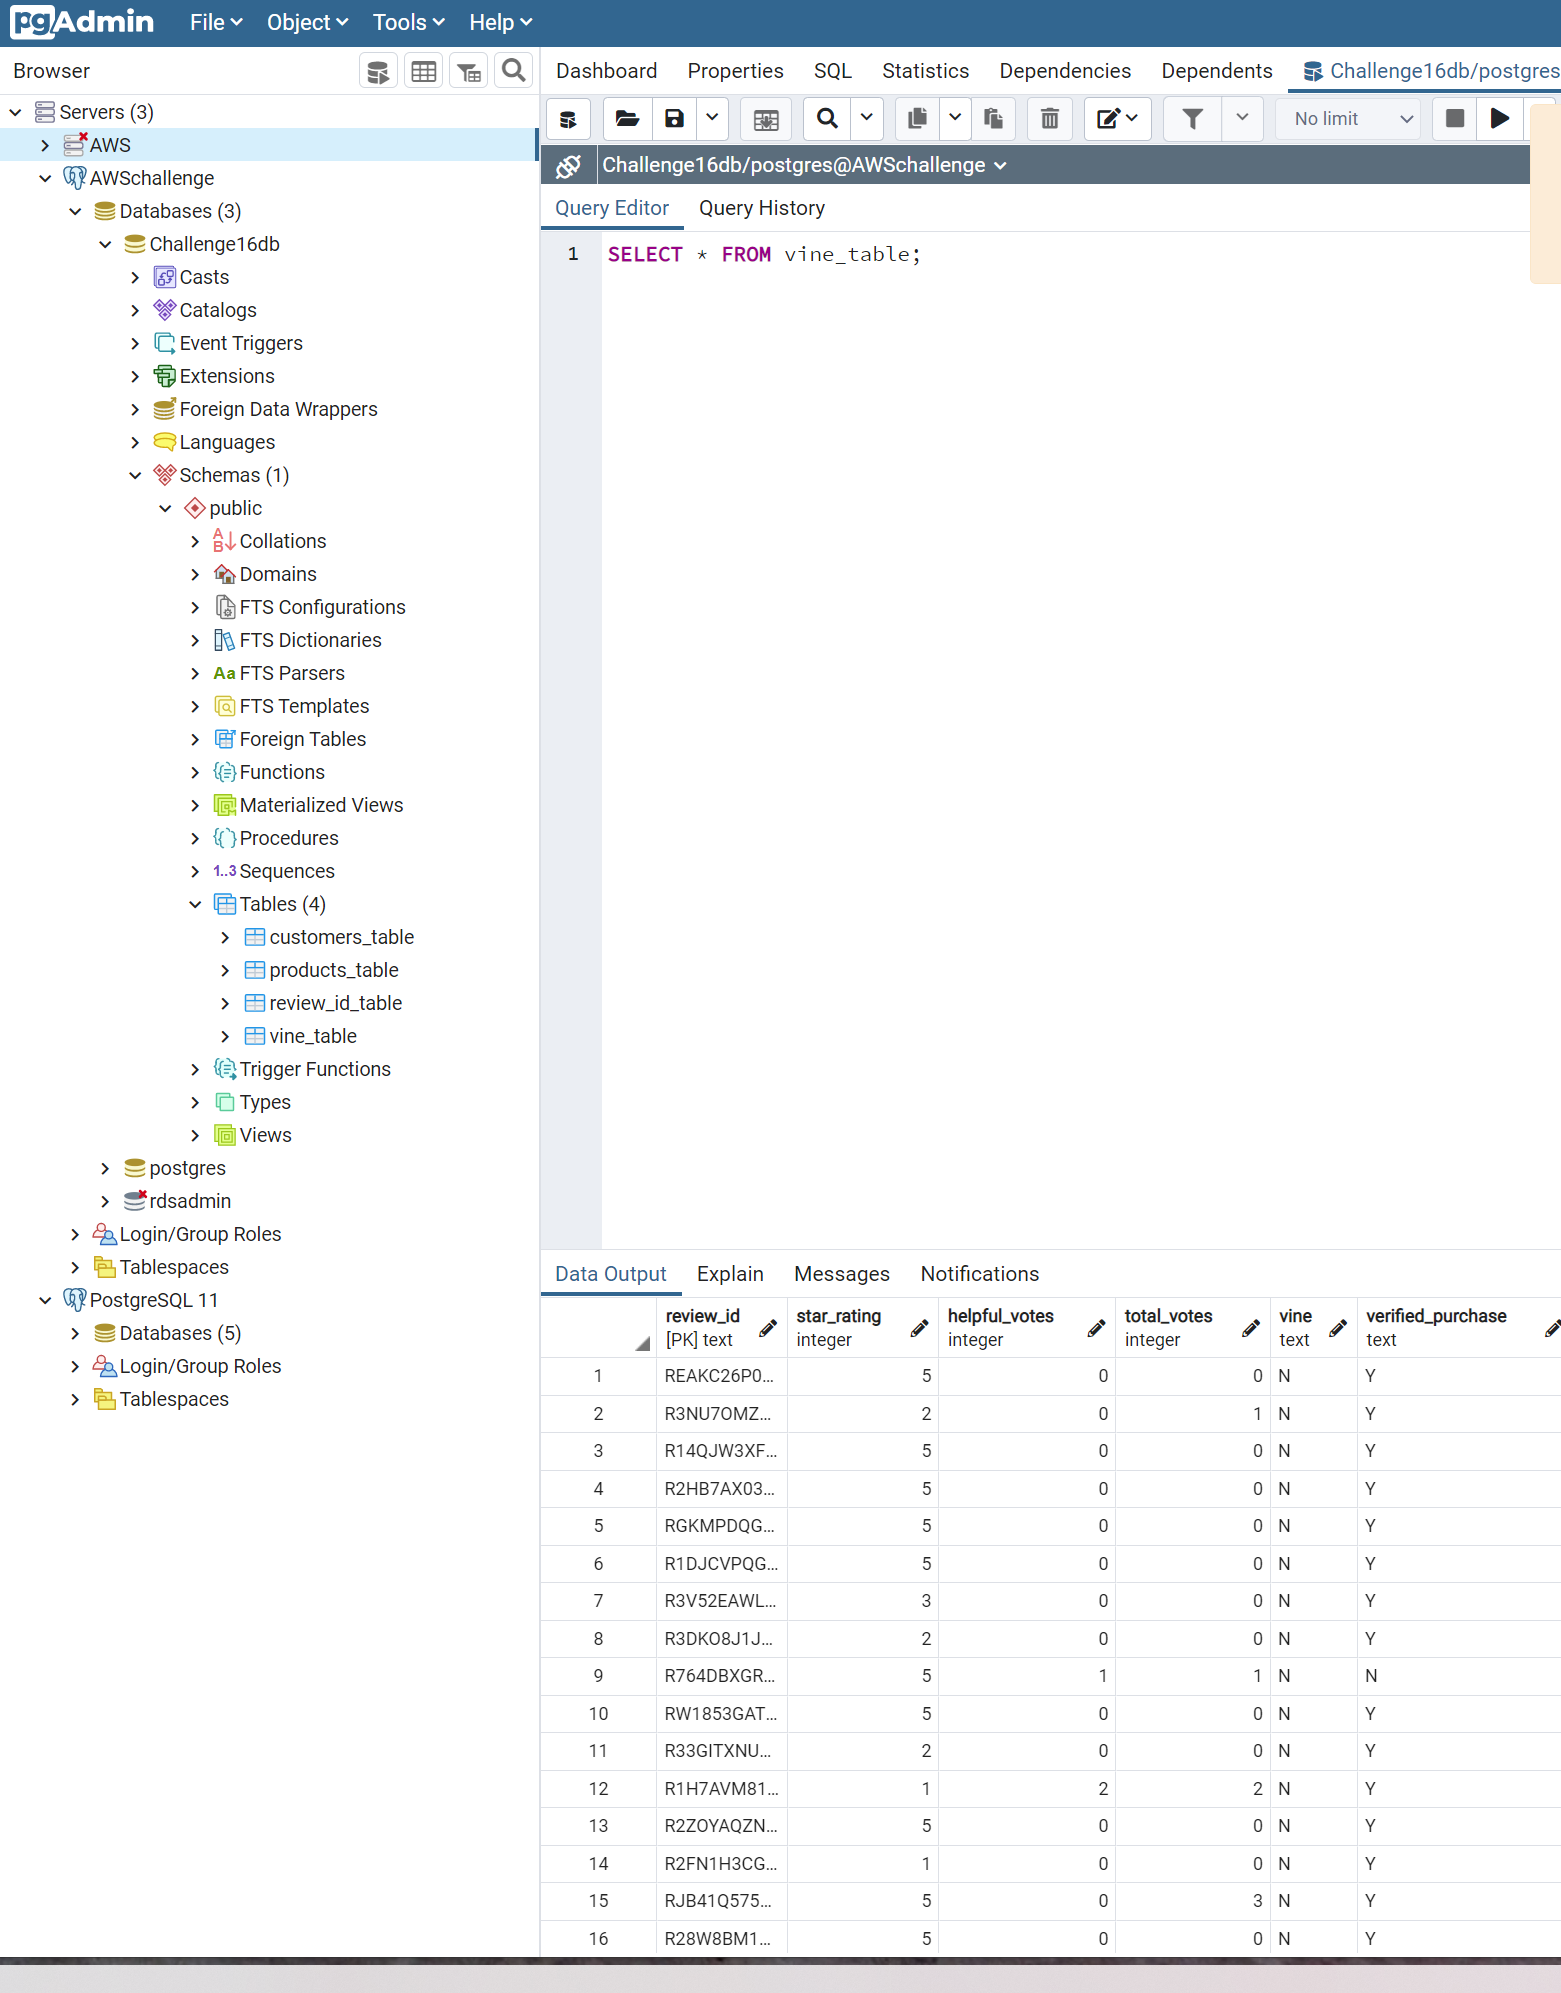 pgAdmin File Object Tools Help
Browser
Dashboard Properties SQL Statistics Dependencies Dependents Challenge16db/postgres
Servers (3)
AWS
AWSchallenge
Databases (3)
Challenge16db
Casts
Catalogs
Event Triggers
Extensions
Foreign Data Wrappers
Languages
Schemas (1)
public
Collations
Domains
FTS Configurations
FTS Dictionaries
Aa FTS Parsers
FTS Templates
Foreign Tables
Functions
Materialized Views
Procedures
1..3 Sequences
Tables (4)
customers_table
products_table
review_id_table
vine_table
Trigger Functions
Types
Views
postgres
rdsadmin
Login/Group Roles
Tablespaces
PostgreSQL 11
Databases (5)
Login/Group Roles
Tablespaces
No limit
Challenge16db/postgres@AWSchallenge
Query Editor Query History
1 SELECT * FROM vine_table;
Data Output Explain Messages Notifications
review_id star_rating helpful_votes total_votes vine verified_purchase
[PK] text integer integer integer text text
1 REAKC26P0... 5 0 0 N Y
2 R3NU7OMZ... 2 0 1 N Y
3 R14QJW3XF... 5 0 0 N Y
4 R2HB7AX03... 5 0 0 N Y
5 RGKMPDQG... 5 0 0 N Y
6 R1DJCVPQG... 5 0 0 N Y
7 R3V52EAWL... 3 0 0 N Y
8 R3DKO8J1J... 2 0 0 N Y
9 R764DBXGR... 5 1 1 N N
10 RW1853GAT... 5 0 0 N Y
11 R33GITXNU... 2 0 0 N Y
12 R1H7AVM81... 1 2 2 N Y
13 R2ZOYAQZN... 5 0 0 N Y
14 R2FN1H3CG... 1 0 0 N Y
15 RJB41Q575... 5 0 3 N Y
16 R28W8BM1... 5 0 0 N Y